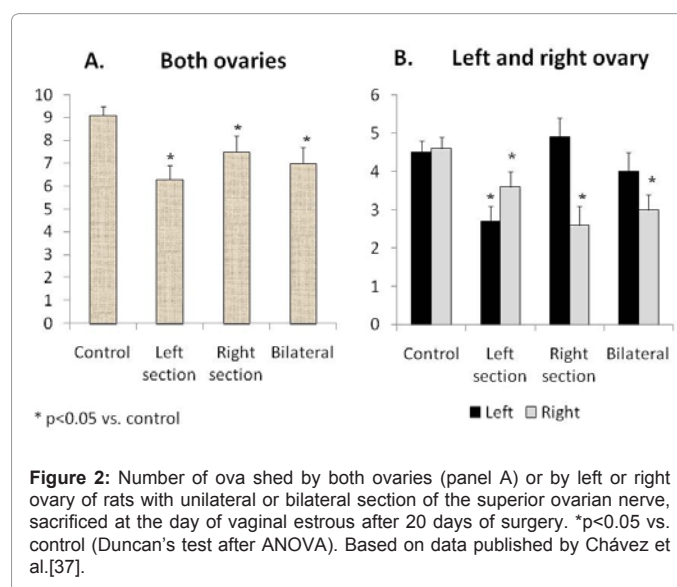 A. Both ovaries
10
9
8
7
6
5
4
3
2
1
0
*
*
*
Control Left section Right section Bilateral
* p<0.05 vs. control
B. Left and right ovary
6
5
4
3
2
1
0
*
*
*
*
Control Left section Right section Bilateral
Left Right
Figure 2: Number of ova shed by both ovaries (panel A) or by left or right
ovary of rats with unilateral or bilateral section of the superior ovarian nerve,
sacrificed at the day of vaginal estrous after 20 days of surgery. *p<0.05 vs.
control (Duncan's test after ANOVA). Based on data published by Chávez et
al.[37].